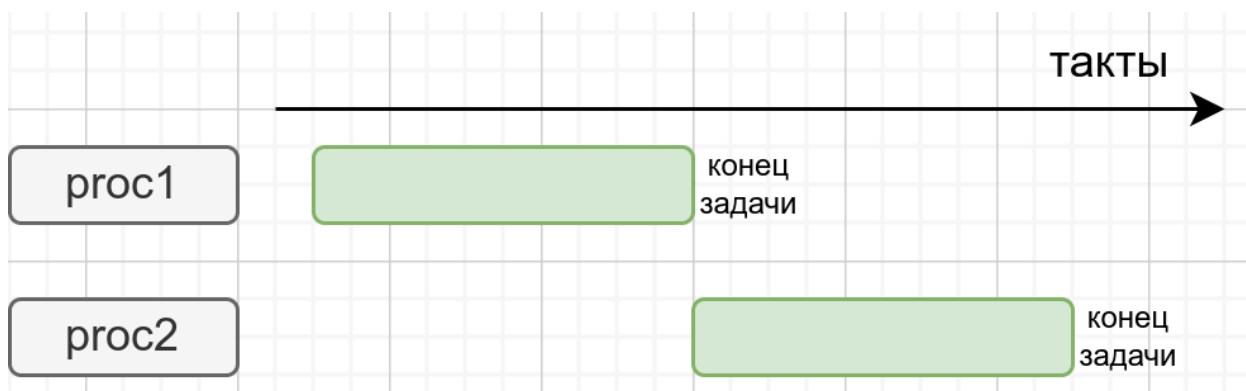 такты
proc1
конец
задачи
proc2
конец
задачи